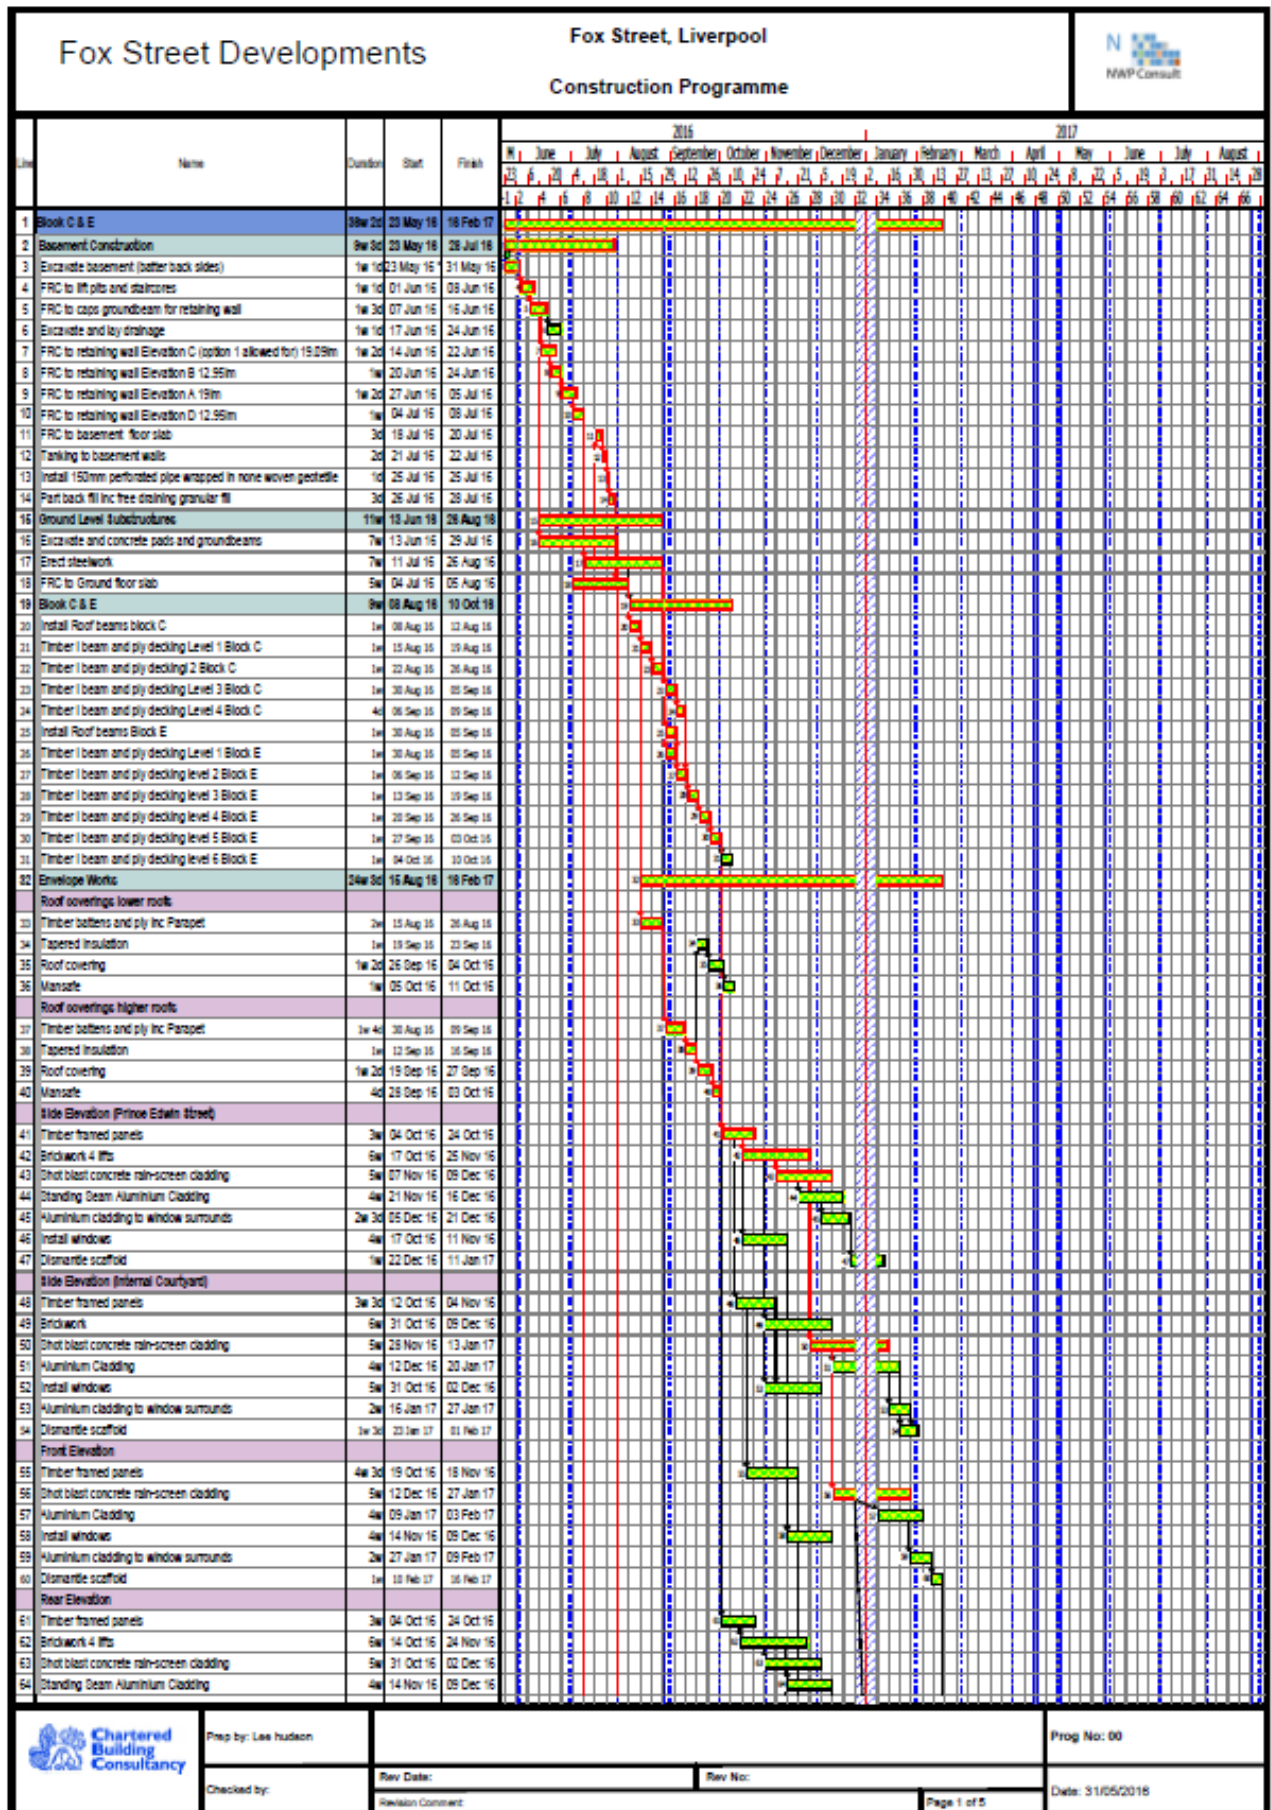 Fox Street Developments
Fox Street, Liverpool
Construction Programme
N
NWPConsult
Line Name Duration Start Finish
2016 2017
M June July August September October November December January February March April May June July August
1 Block C & E 38w 2d 23 May 16 16 Feb 17
2 Basement Construction 9w 3d 23 May 16 28 Jul 16
3 Excavate basement (batter back sides) 1w 1d 23 May 16 * 31 May 16
4 FRC to lift pits and staircores 1w 1d 01 Jun 16 08 Jun 16
5 FRC to caps groundbeam for retaining wall 1w 3d 07 Jun 16 16 Jun 16
6 Excavate and lay drainage 1w 1d 17 Jun 16 24 Jun 16
7 FRC to retaining wall Elevation C (option 1 allowed for) 19.09m 1w 2d 14 Jun 16 22 Jun 16
8 FRC to retaining wall Elevation B 12.95m 1w 20 Jun 16 24 Jun 16
9 FRC to retaining wall Elevation A 19m 1w 2d 27 Jun 16 05 Jul 16
10 FRC to retaining wall Elevation D 12.95m 1w 04 Jul 16 08 Jul 16
11 FRC to basement floor slab 3d 18 Jul 16 20 Jul 16
12 Tanking to basement walls 2d 21 Jul 16 22 Jul 16
13 Install 150mm perforated pipe wrapped in none woven geotetile 1d 25 Jul 16 25 Jul 16
14 Part back fill inc free draining granular fill 3d 26 Jul 16 28 Jul 16
15 Ground Level Substructures 11w 13 Jun 16 26 Aug 16
16 Excavate and concrete pads and groundbeams 7w 13 Jun 16 29 Jul 16
17 Erect steelwork 7w 11 Jul 16 26 Aug 16
18 FRC to Ground floor slab 5w 04 Jul 16 05 Aug 16
19 Block C & E 9w 08 Aug 16 10 Oct 16
20 Install Roof beams block C 1w 08 Aug 16 12 Aug 16
21 Timber I beam and ply decking Level 1 Block C 1w 15 Aug 16 19 Aug 16
22 Timber I beam and ply deckingl 2 Block C 1w 22 Aug 16 26 Aug 16
23 Timber I beam and ply decking Level 3 Block C 1w 30 Aug 16 05 Sep 16
24 Timber I beam and ply decking Level 4 Block C 4d 06 Sep 16 09 Sep 16
25 Install Roof beams Block E 1w 30 Aug 16 05 Sep 16
26 Timber I beam and ply decking Level 1 Block E 1w 30 Aug 16 05 Sep 16
27 Timber I beam and ply decking level 2 Block E 1w 06 Sep 16 12 Sep 16
28 Timber I beam and ply decking level 3 Block E 1w 13 Sep 16 19 Sep 16
29 Timber I beam and ply decking level 4 Block E 1w 20 Sep 16 26 Sep 16
30 Timber I beam and ply decking level 5 Block E 1w 27 Sep 16 03 Oct 16
31 Timber I beam and ply decking level 6 Block E 1w 04 Oct 16 10 Oct 16
32 Envelope Works 24w 3d 15 Aug 16 16 Feb 17
Roof coverings lower roofs
33 Timber battens and ply inc Parapet 2w 15 Aug 16 26 Aug 16
34 Tapered Insulation 1w 19 Sep 16 23 Sep 16
35 Roof covering 1w 2d 26 Sep 16 04 Oct 16
36 Mansafe 1w 05 Oct 16 11 Oct 16
Roof coverings higher roofs
37 Timber battens and ply inc Parapet 1w 4d 30 Aug 16 09 Sep 16
38 Tapered Insulation 1w 12 Sep 16 16 Sep 16
39 Roof covering 1w 2d 19 Sep 16 27 Sep 16
40 Mansafe 4d 28 Sep 16 03 Oct 16
Side Elevation (Prince Edwin Street)
41 Timber framed panels 3w 04 Oct 16 24 Oct 16
42 Brickwork 4 lifts 6w 17 Oct 16 25 Nov 16
43 Shot blast concrete rain-screen cladding 5w 07 Nov 16 09 Dec 16
44 Standing Seam Aluminium Cladding 4w 21 Nov 16 16 Dec 16
45 Aluminium cladding to window surrounds 2w 3d 05 Dec 16 21 Dec 16
46 Install windows 4w 17 Oct 16 11 Nov 16
47 Dismantle scaffold 1w 22 Dec 16 11 Jan 17
Side Elevation (Internal Courtyard)
48 Timber framed panels 3w 3d 12 Oct 16 04 Nov 16
49 Brickwork 6w 31 Oct 16 09 Dec 16
50 Shot blast concrete rain-screen cladding 5w 28 Nov 16 13 Jan 17
51 Aluminium Cladding 4w 12 Dec 16 20 Jan 17
52 Install windows 5w 31 Oct 16 02 Dec 16
53 Aluminium cladding to window surrounds 2w 16 Jan 17 27 Jan 17
54 Dismantle scaffold 1w 3d 23 Jan 17 01 Feb 17
Front Elevation
55 Timber framed panels 4w 3d 19 Oct 16 18 Nov 16
56 Shot blast concrete rain-screen cladding 5w 12 Dec 16 27 Jan 17
57 Aluminium Cladding 4w 09 Jan 17 03 Feb 17
58 Install windows 4w 14 Nov 16 09 Dec 16
59 Aluminium cladding to window surrounds 2w 27 Jan 17 09 Feb 17
60 Dismantle scaffold 1w 10 Feb 17 16 Feb 17
Rear Elevation
61 Timber framed panels 3w 04 Oct 16 24 Oct 16
62 Brickwork 4 lifts 6w 14 Oct 16 24 Nov 16
63 Shot blast concrete rain-screen cladding 5w 31 Oct 16 02 Dec 16
64 Standing Seam Aluminium Cladding 4w 14 Nov 16 09 Dec 16
Chartered
Building
Consultancy
Prep by: Lee hudson
Checked by:
Rev Date: Rev No:
Revision Comment:
Page 1 of 5
Prog No: 00
Date: 31/05/2016